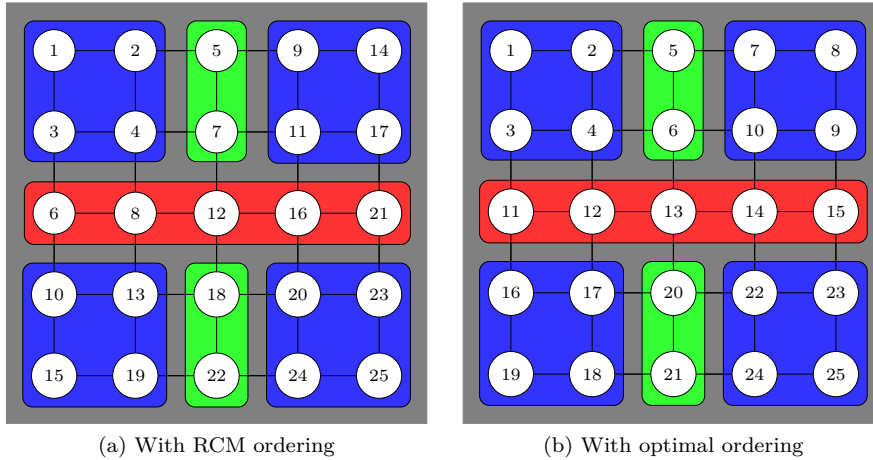 1 2 5 9 14
3 4 7 11 17
6 8 12 16 21
10 13 18 20 23
15 19 22 24 25
(a) With RCM ordering
1 2 5 7 8
3 4 6 10 9
11 12 13 14 15
16 17 20 22 23
19 18 21 24 25
(b) With optimal ordering